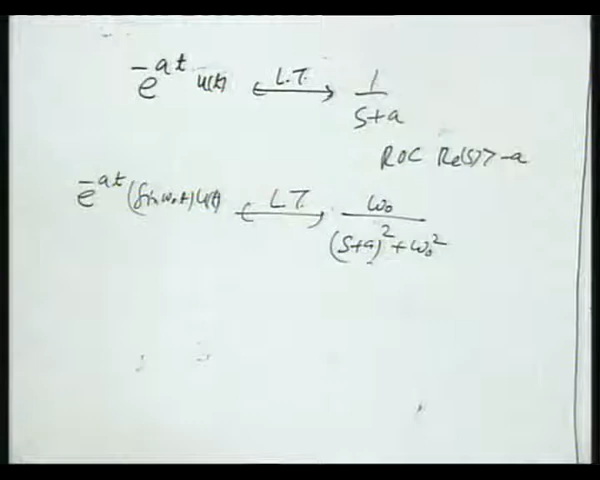 e^{-at} u(t) ⟷ L.T. 1/(s+a)
ROC Re(s) > -a
e^{-at} (sin ω₀t) u(t) ⟷ L.T. ω₀/((s+a)² + ω₀²)